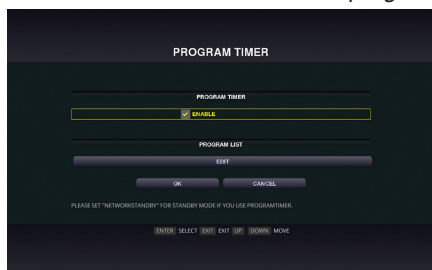 PROGRAM TIMER
PROGRAM TIMER
ENABLE
PROGRAM LIST
EDIT
OK CANCEL
PLEASE SET "NETWORKSTANDBY" FOR STANDBY MODE IF YOU USE PROGRAMTIMER.
ENTER SELECT EXIT EXIT UP DOWN MOVE